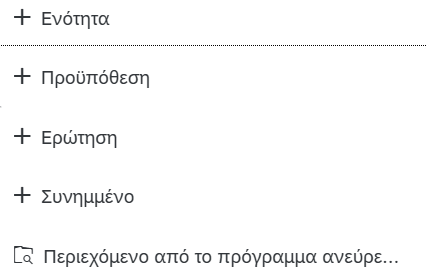 + Ενότητα
+ Προϋπόθεση
+ Ερώτηση
+ Συνημμένο
Περιεχόμενο από το πρόγραμμα ανεύρε...